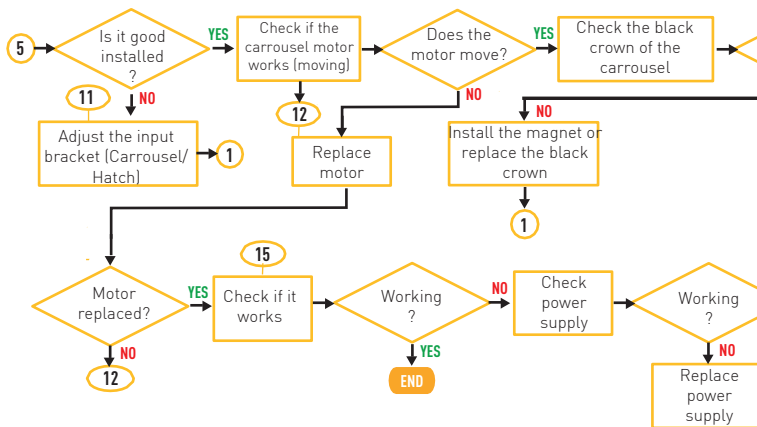 5
Is it good
installed
?
YES
Check if the
carrousel motor
works (moving)
Does the
motor move?
YES
Check the black
crown of the
carrousel
11
NO
12
NO
NO
Adjust the input
bracket (Carrousel/
Hatch)
1
Replace
motor
Install the magnet or
replace the black
crown
1
Motor
replaced?
YES
15
Check if it
works
Working
?
NO
Check
power
supply
Working
?
NO
12
YES
END
NO
Replace
power
supply